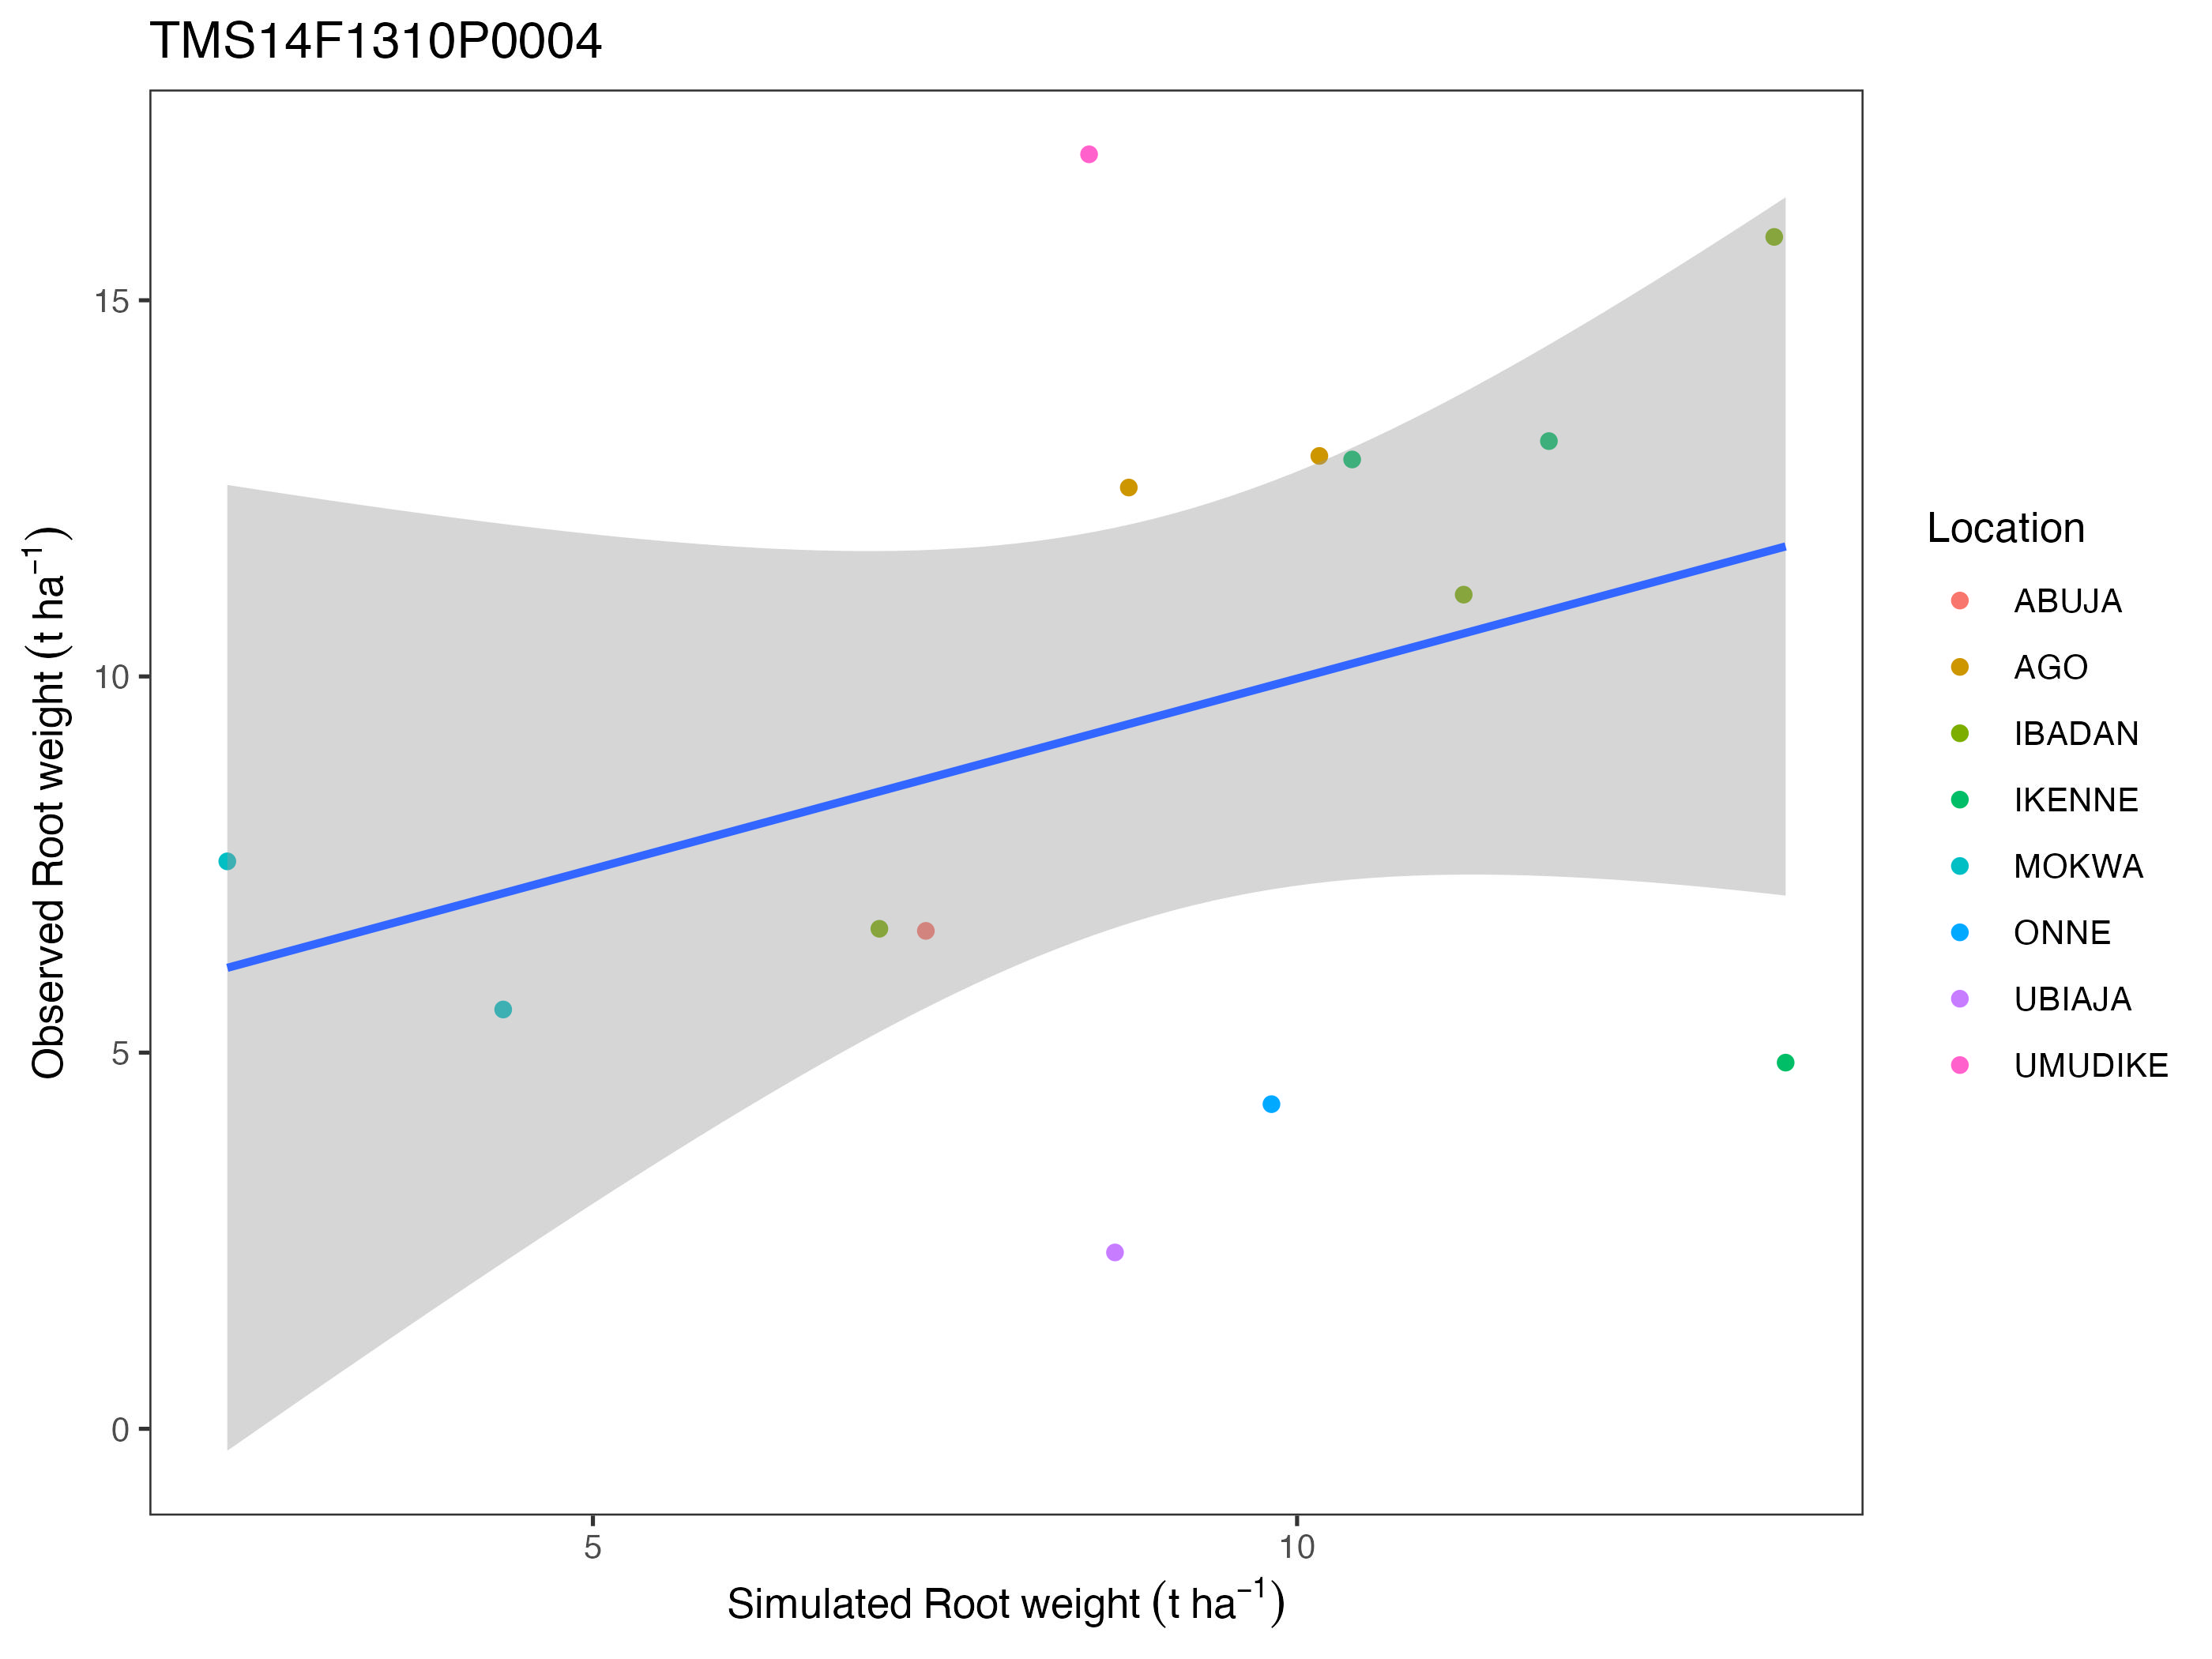 TMS14F1310P0004
Observed Root weight (t ha⁻¹)
15
10
5
0
5
10
Simulated Root weight (t ha⁻¹)
Location
ABUJA
AGO
IBADAN
IKENNE
MOKWA
ONNE
UBIAJA
UMUDIKE